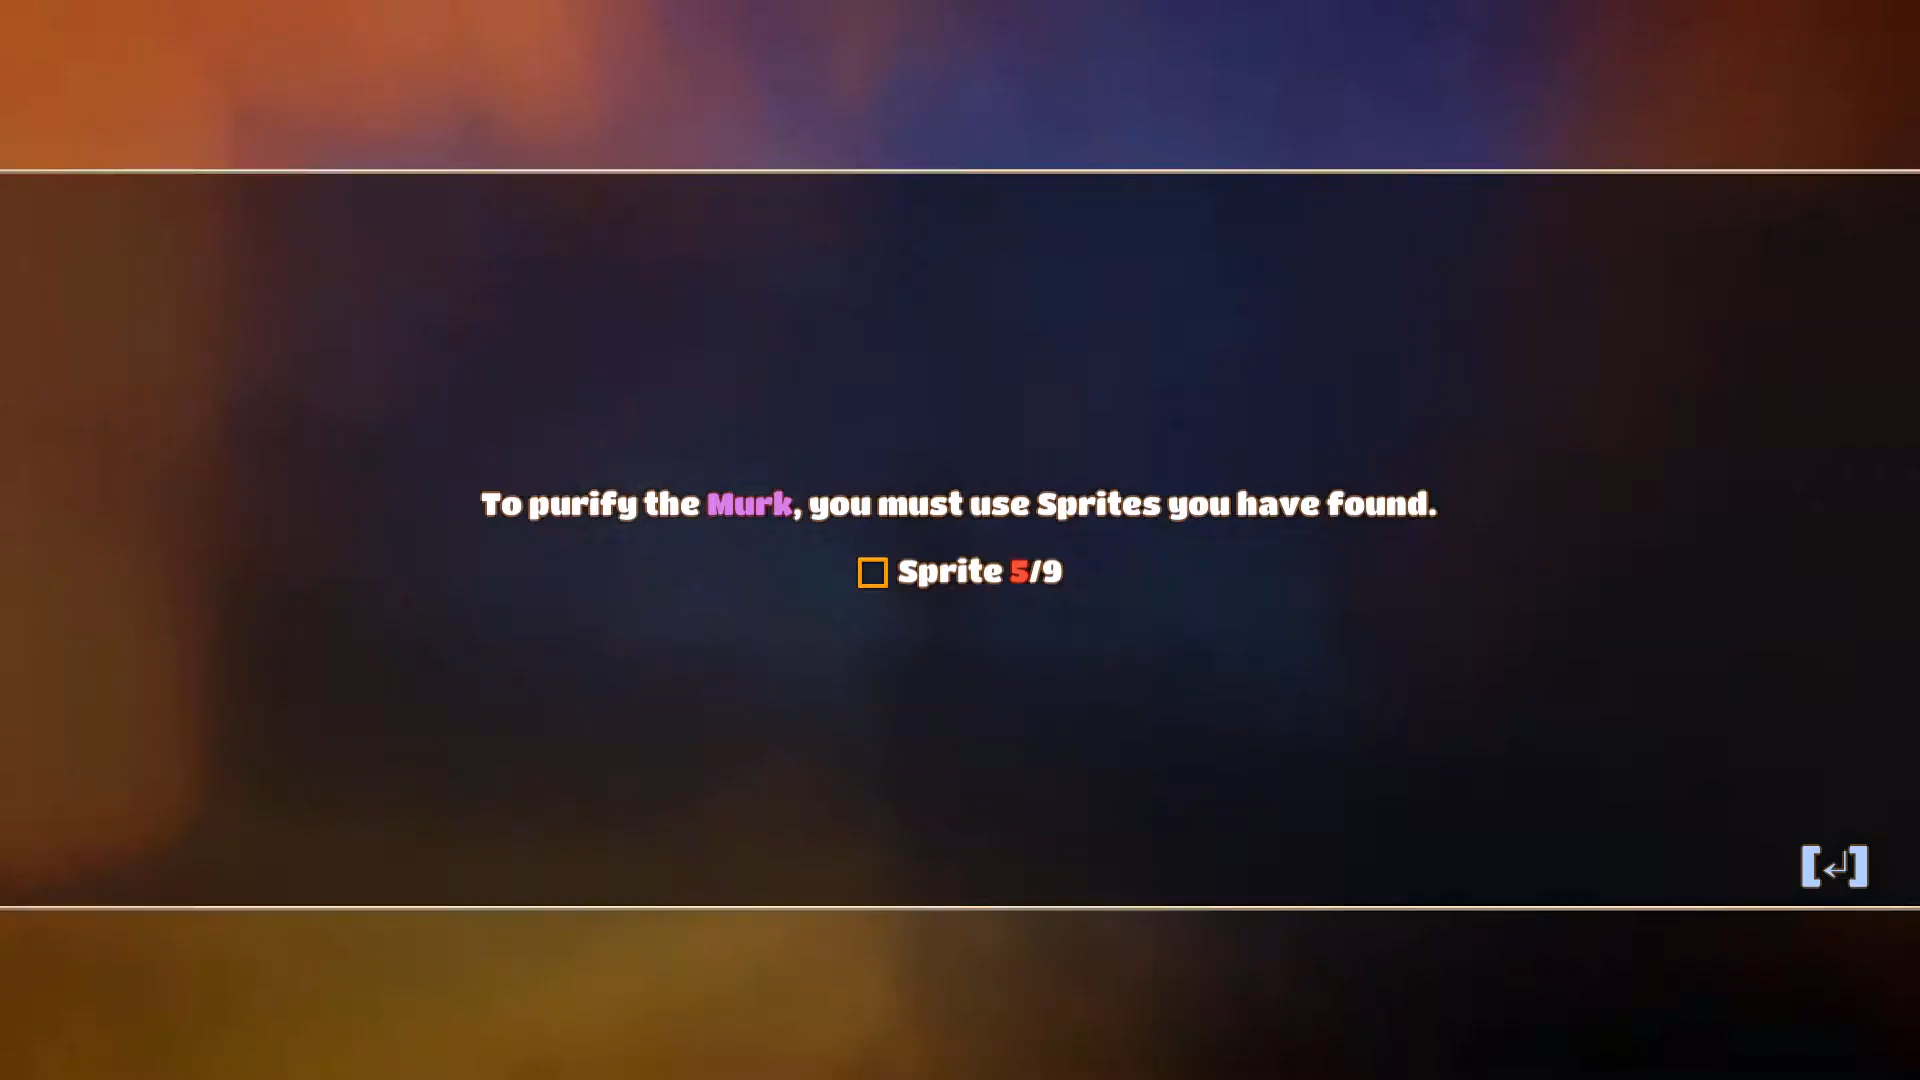 To purify the Murk, you must use Sprites you have found.
Sprite 5/9
[↵]